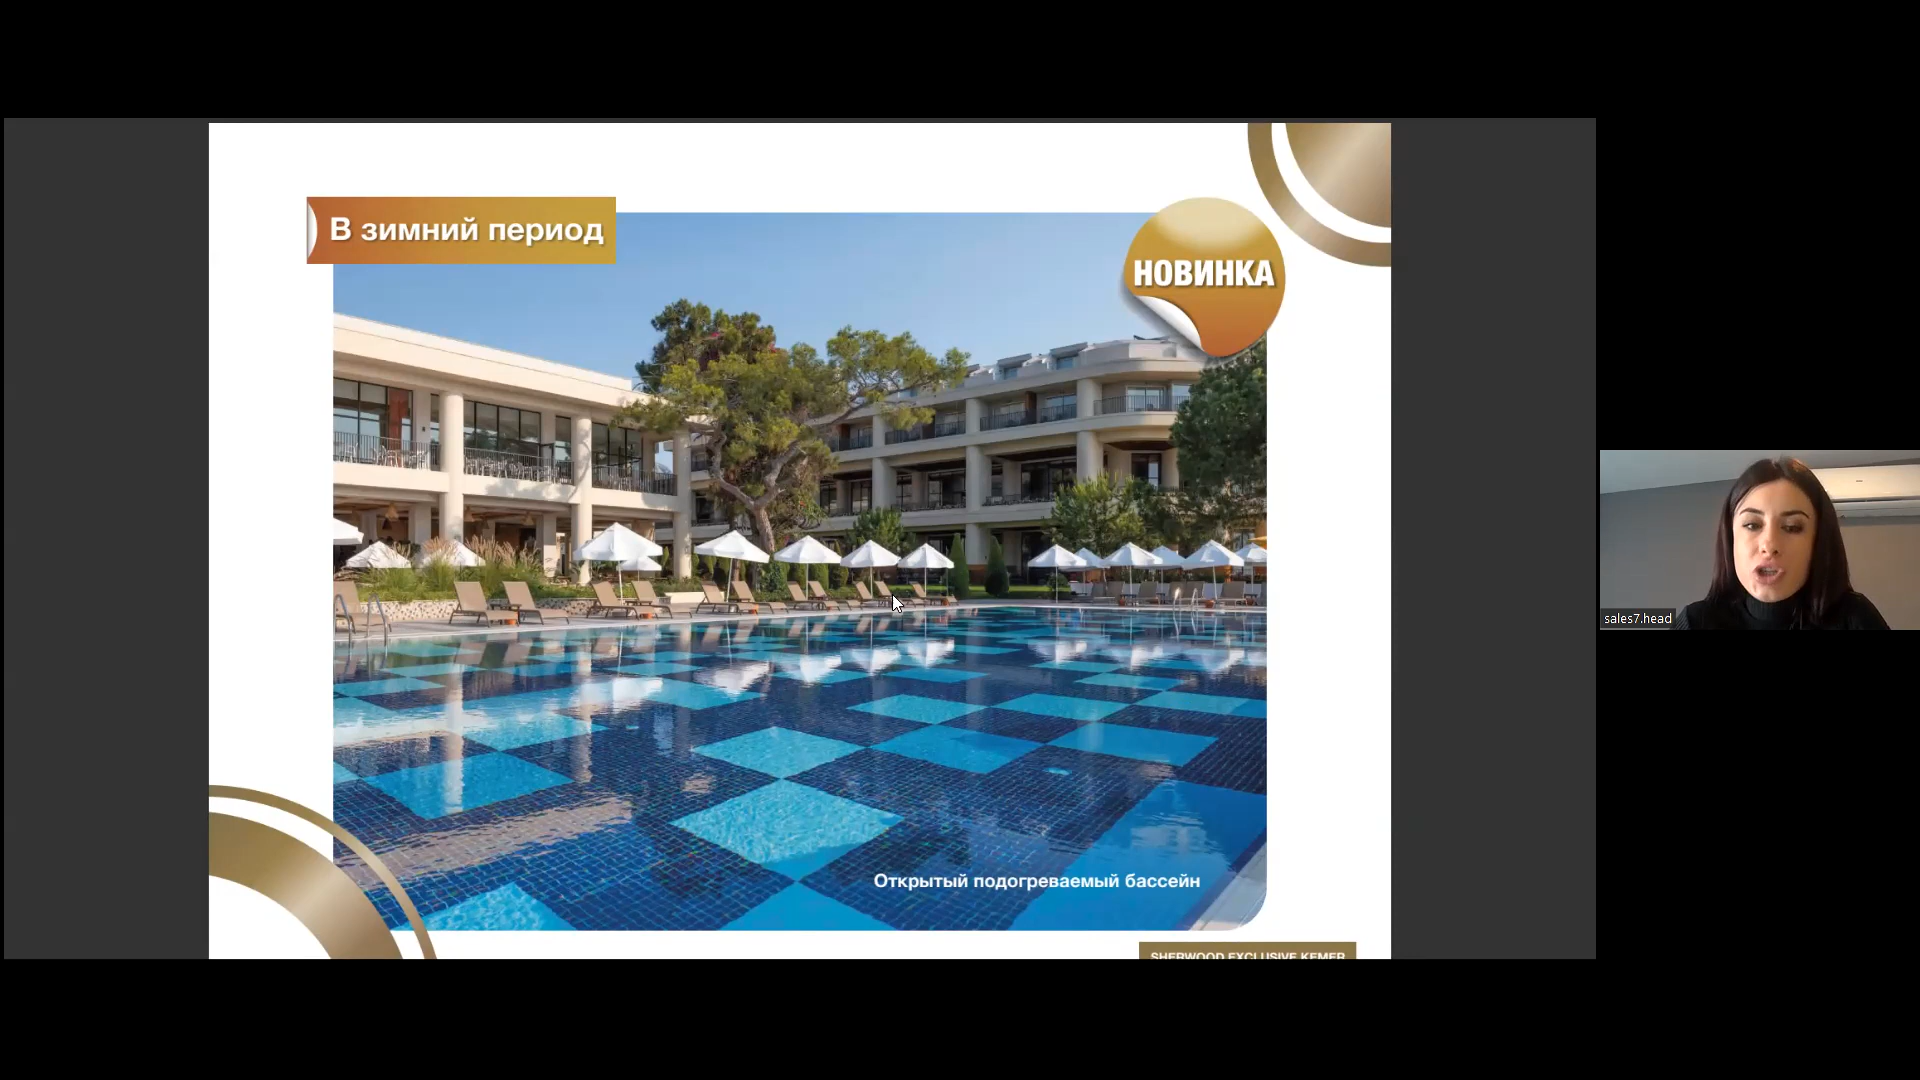 В зимний период
НОВИНКА
sales7.head
Открытый подогреваемый бассейн
SHERWOOD EXCLUSIVE KEMER